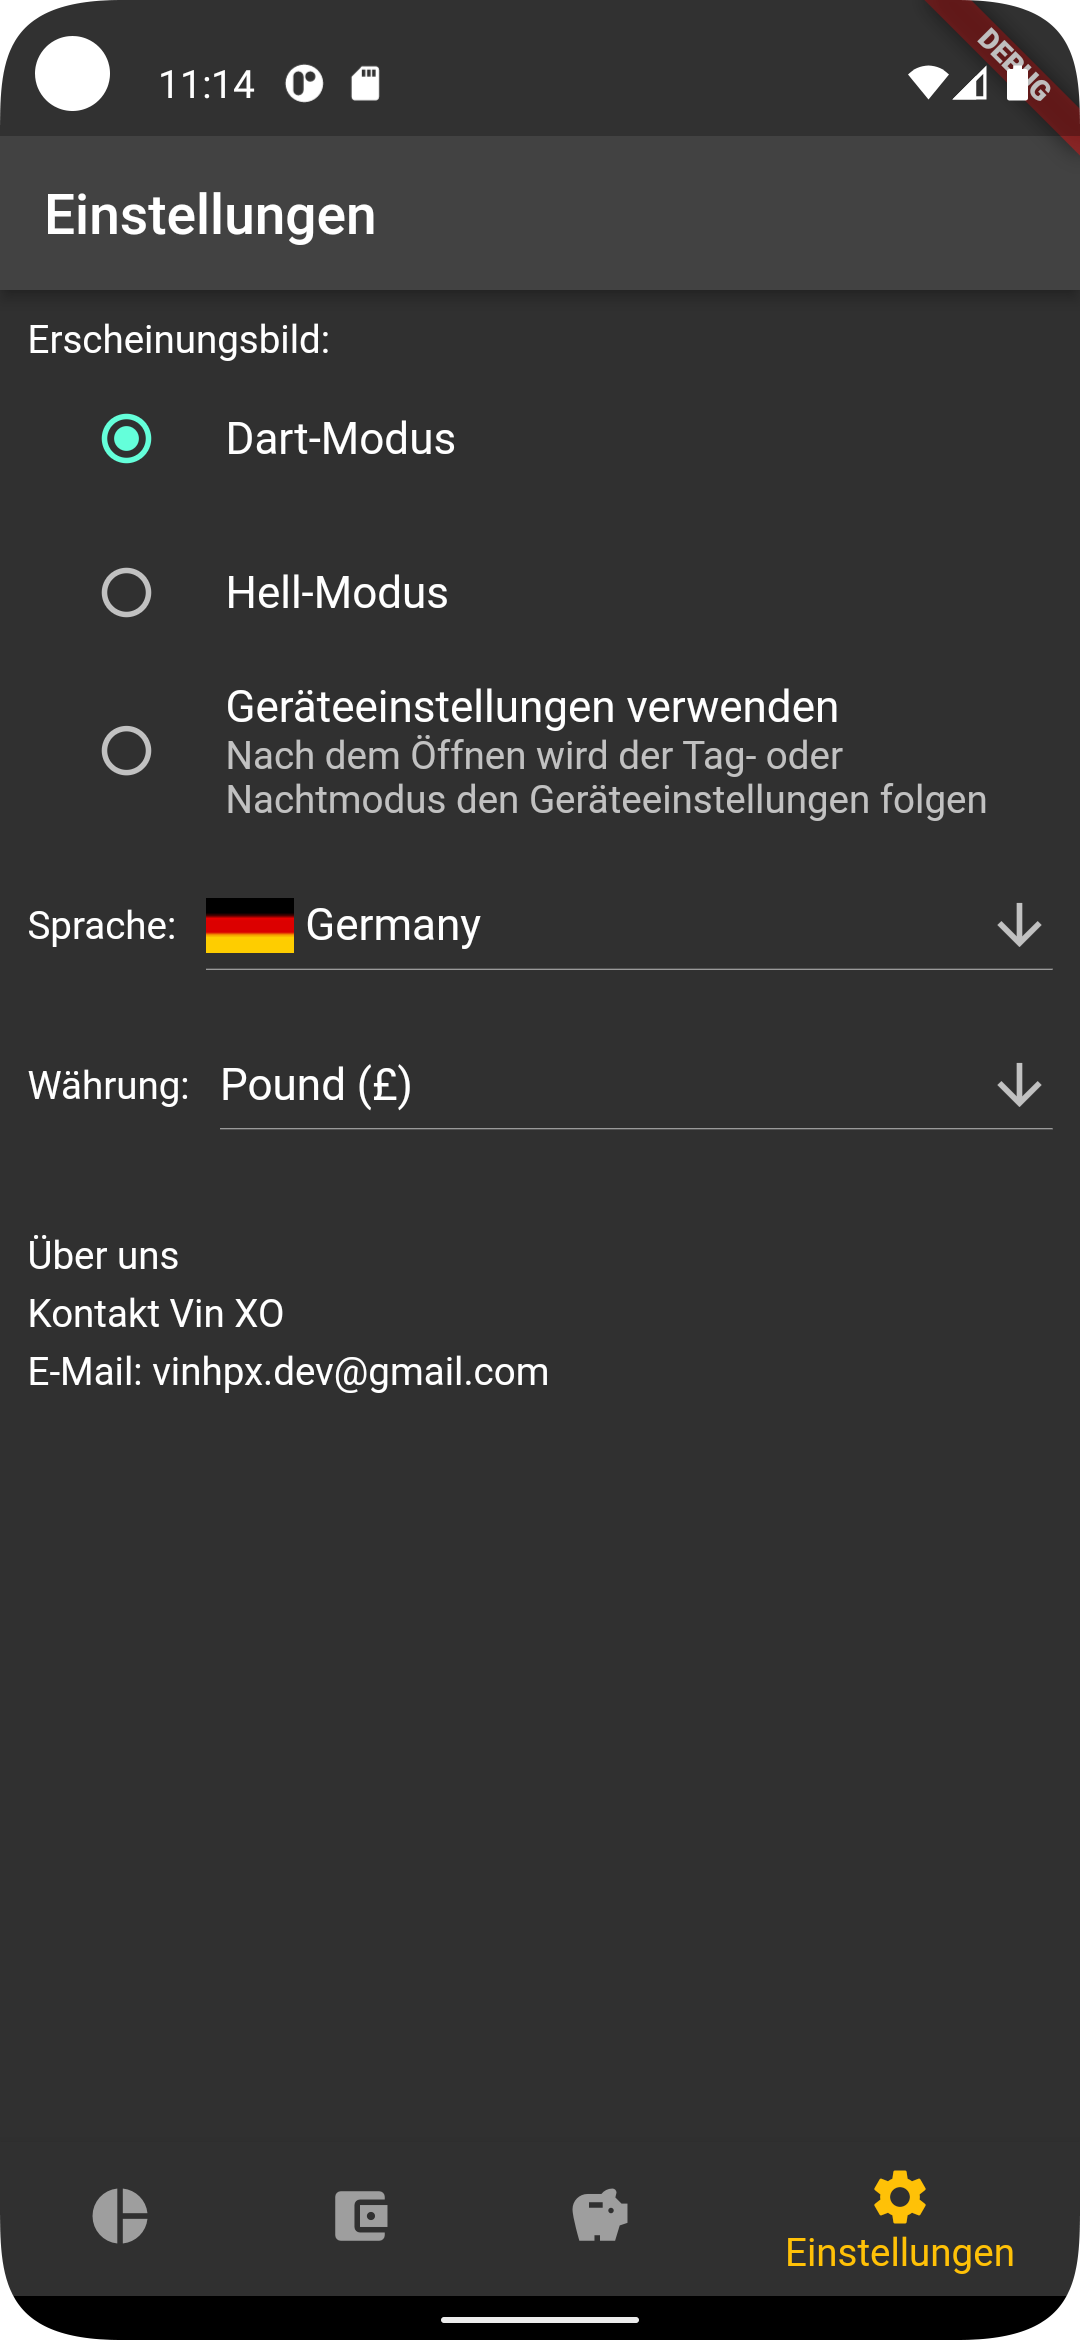 11:14
DEBUG
Einstellungen
Erscheinungsbild:
Dart-Modus
Hell-Modus
Geräteeinstellungen verwenden
Nach dem Öffnen wird der Tag- oder
Nachtmodus den Geräteeinstellungen folgen
Sprache: Germany
Währung: Pound (£)
Über uns
Kontakt Vin XO
E-Mail: vinhpx.dev@gmail.com
Einstellungen